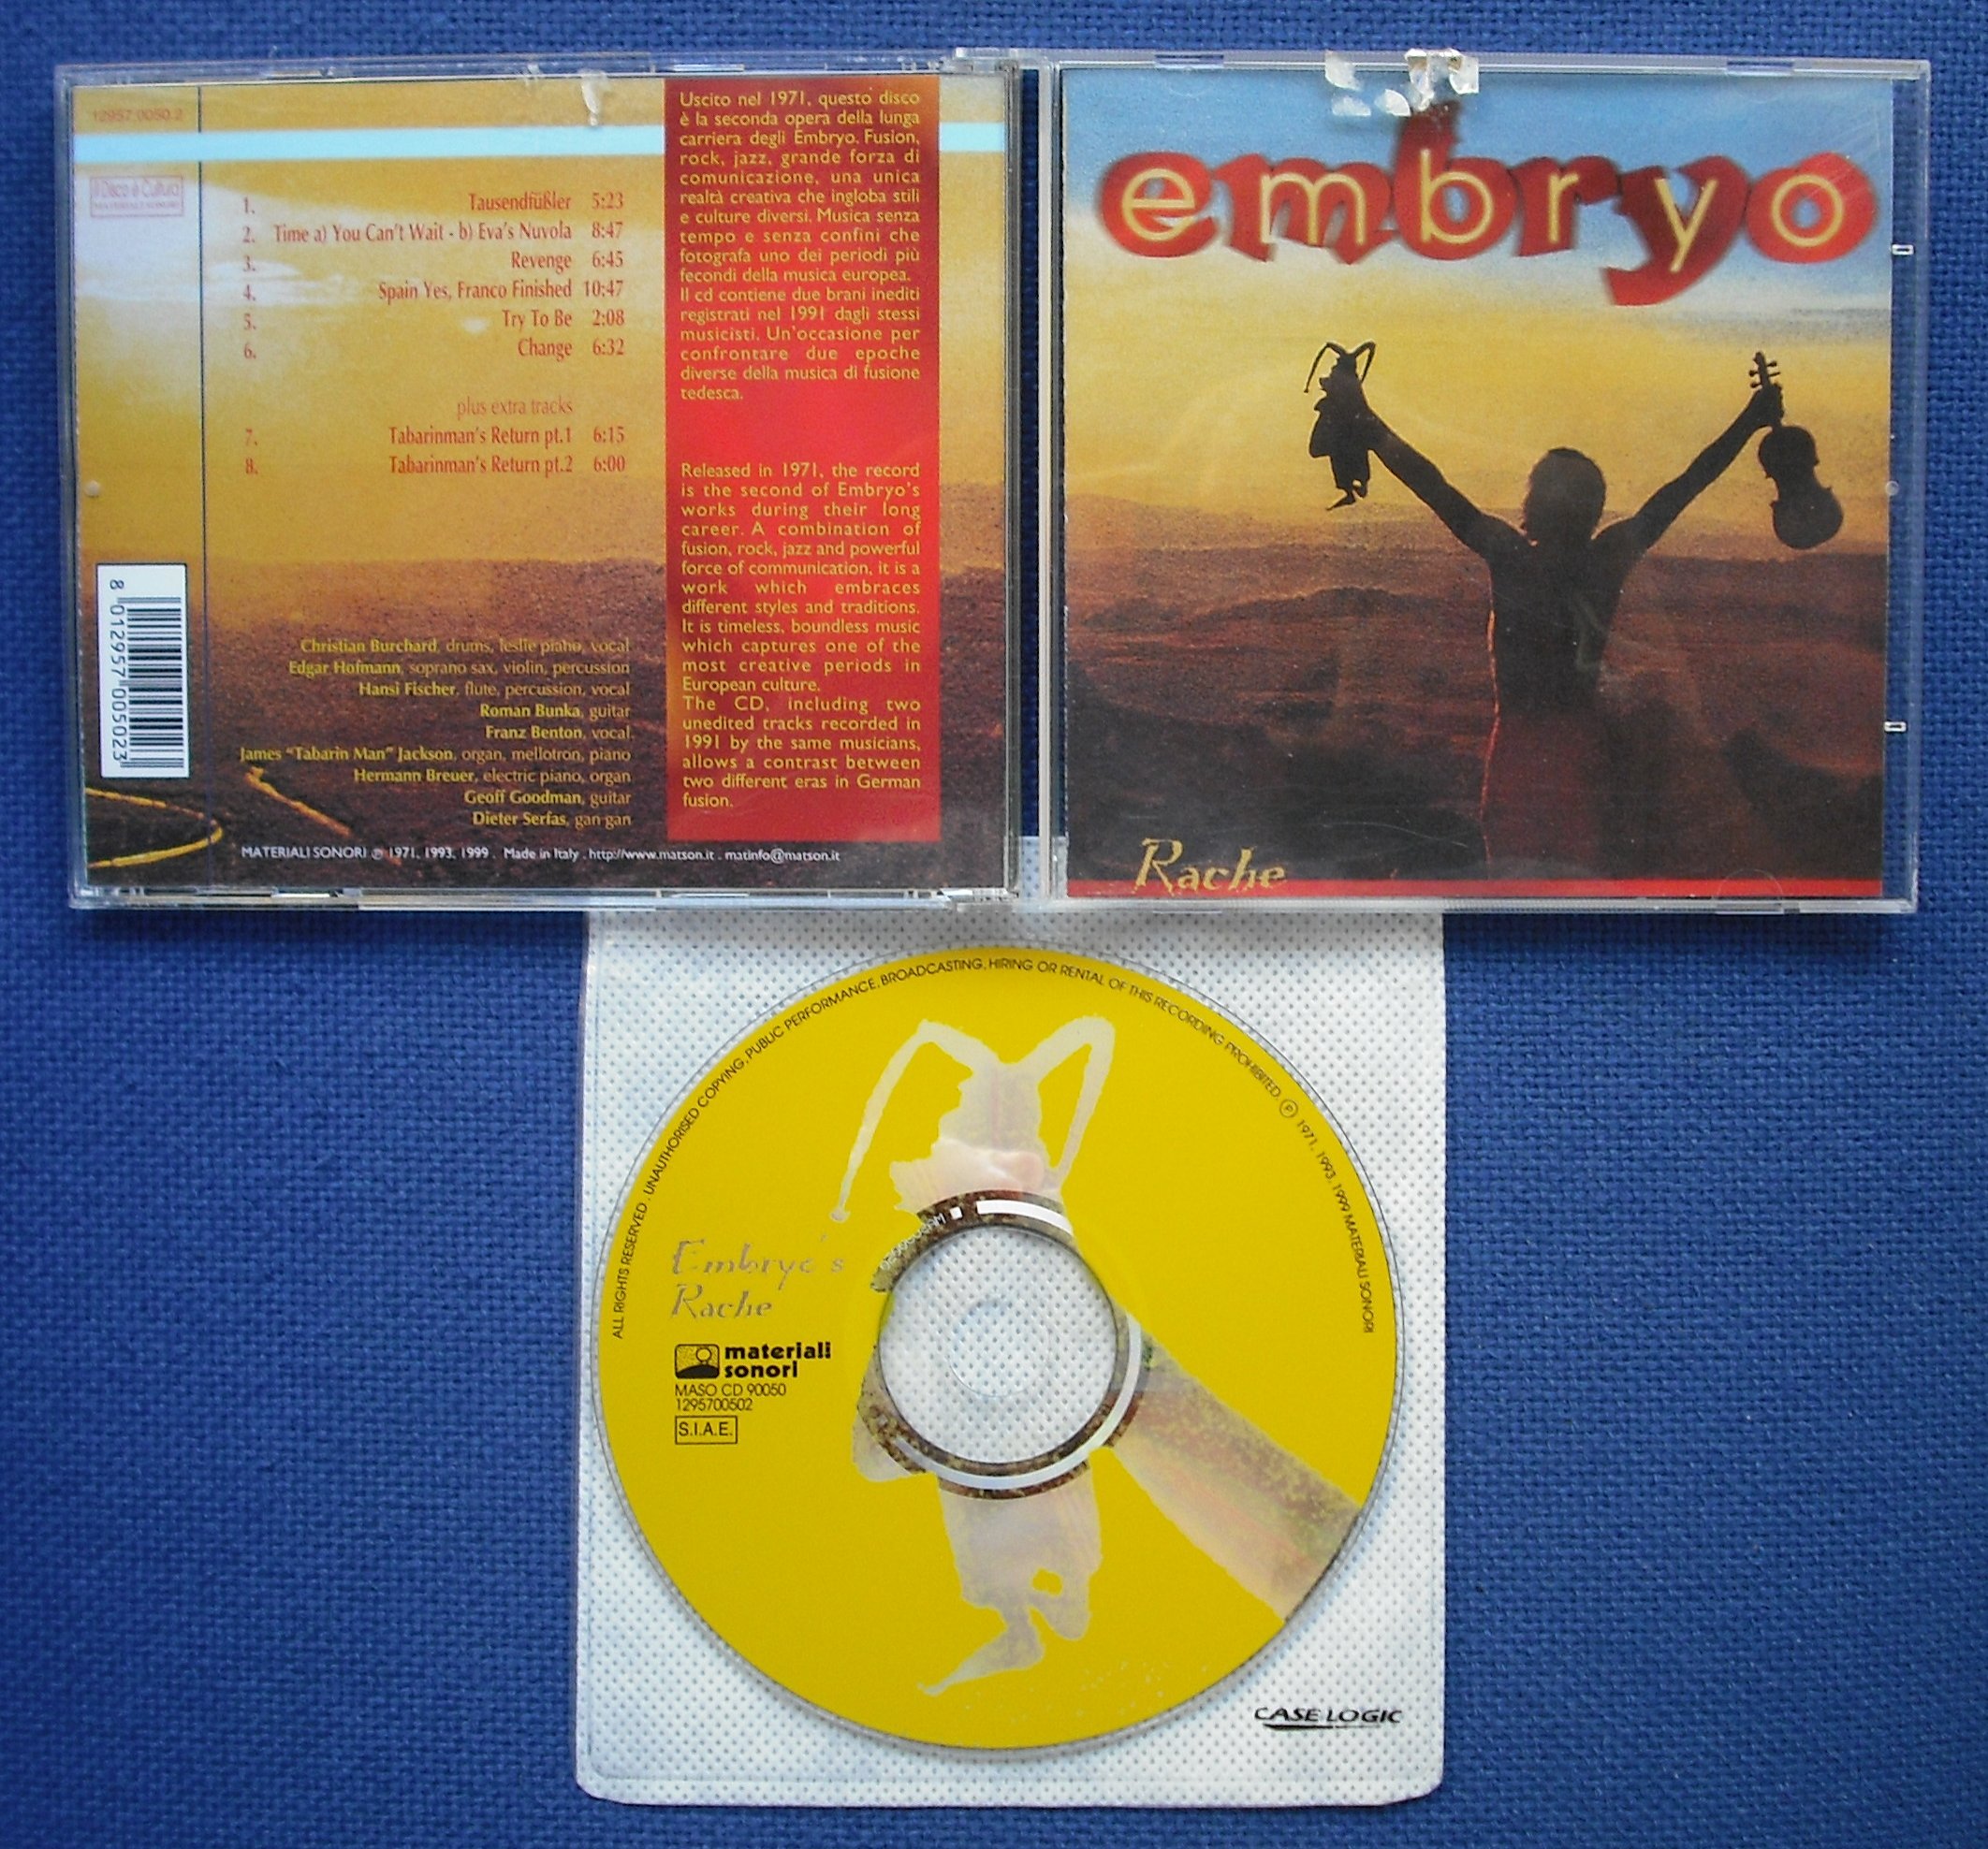 12957.0050.2
Il Disco è Cultura
MATERIALI SONORI
1. Tausendfüßler 5:23
2. Time a) You Can't Wait - b) Eva's Nuvola 8:47
3. Revenge 6:45
4. Spain Yes, Franco Finished 10:47
5. Try To Be 2:08
6. Change 6:32
plus extra tracks
7. Tabarinman's Return pt.1 6:15
8. Tabarinman's Return pt.2 6:00
8 012957 005023
Christian Burchard, drums, leslie piano, vocal
Edgar Hofmann, soprano sax, violin, percussion
Hansi Fischer, flute, percussion, vocal
Roman Bunka, guitar
Franz Benton, vocal
James "Tabarin Man" Jackson, organ, mellotron, piano
Hermann Breuer, electric piano, organ
Geoff Goodman, guitar
Dieter Serfas, gan gan
MATERIALI SONORI ℗ 1971, 1993, 1999 . Made in Italy . http://www.matson.it . matinfo@matson.it
Uscito nel 1971, questo disco
è la seconda opera della lunga
carriera degli Embryo. Fusion,
rock, jazz, grande forza di
comunicazione, una unica
realtà creativa che ingloba stili
e culture diversi. Musica senza
tempo e senza confini che
fotografa uno dei periodi più
fecondi della musica europea.
Il cd contiene due brani inediti
registrati nel 1991 dagli stessi
musicisti. Un'occasione per
confrontare due epoche
diverse della musica di fusione
tedesca.
Released in 1971, the record
is the second of Embryo's
works during their long
career. A combination of
fusion, rock, jazz and powerful
force of communication, it is a
work which embraces
different styles and traditions.
It is timeless, boundless music
which captures one of the
most creative periods in
European culture.
The CD, including two
unedited tracks recorded in
1991 by the same musicians,
allows a contrast between
two different eras in German
fusion.
embryo
Rache
ALL RIGHTS RESERVED . UNAUTHORISED COPYING, PUBLIC PERFORMANCE, BROADCASTING, HIRING OR RENTAL OF THIS RECORDING PROHIBITED. ℗ 1971, 1993, 1999 MATERIALI SONORI
Embryo's
Rache
materiali
sonori
MASO CD 90050
1295700502
S.I.A.E.
CASE LOGIC